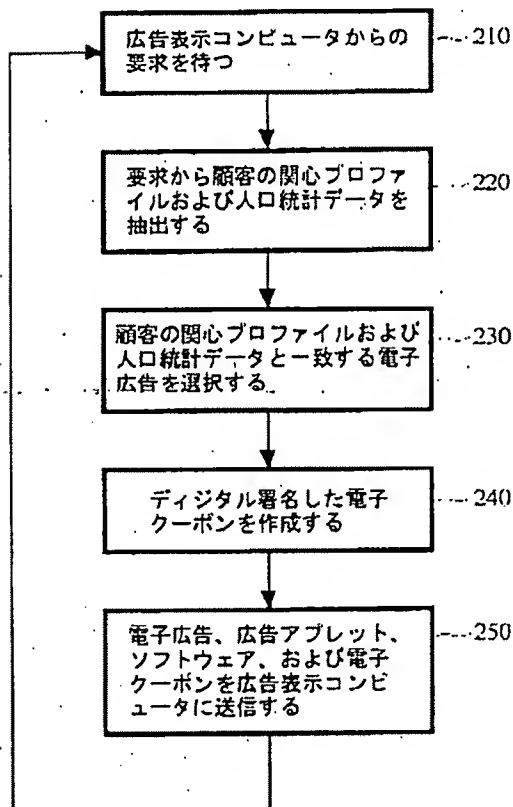 広告表示コンピュータからの
要求を待つ
210
要求から顧客の関心プロファ
イルおよび人口統計データを
抽出する
220
顧客の関心プロファイルおよび
人口統計データと一致する電子
広告を選択する
230
ディジタル署名した電子
クーポンを作成する
240
電子広告、広告アプレット、
ソフトウェア、および電子
クーポンを広告表示コンピ
ュータに送信する
250